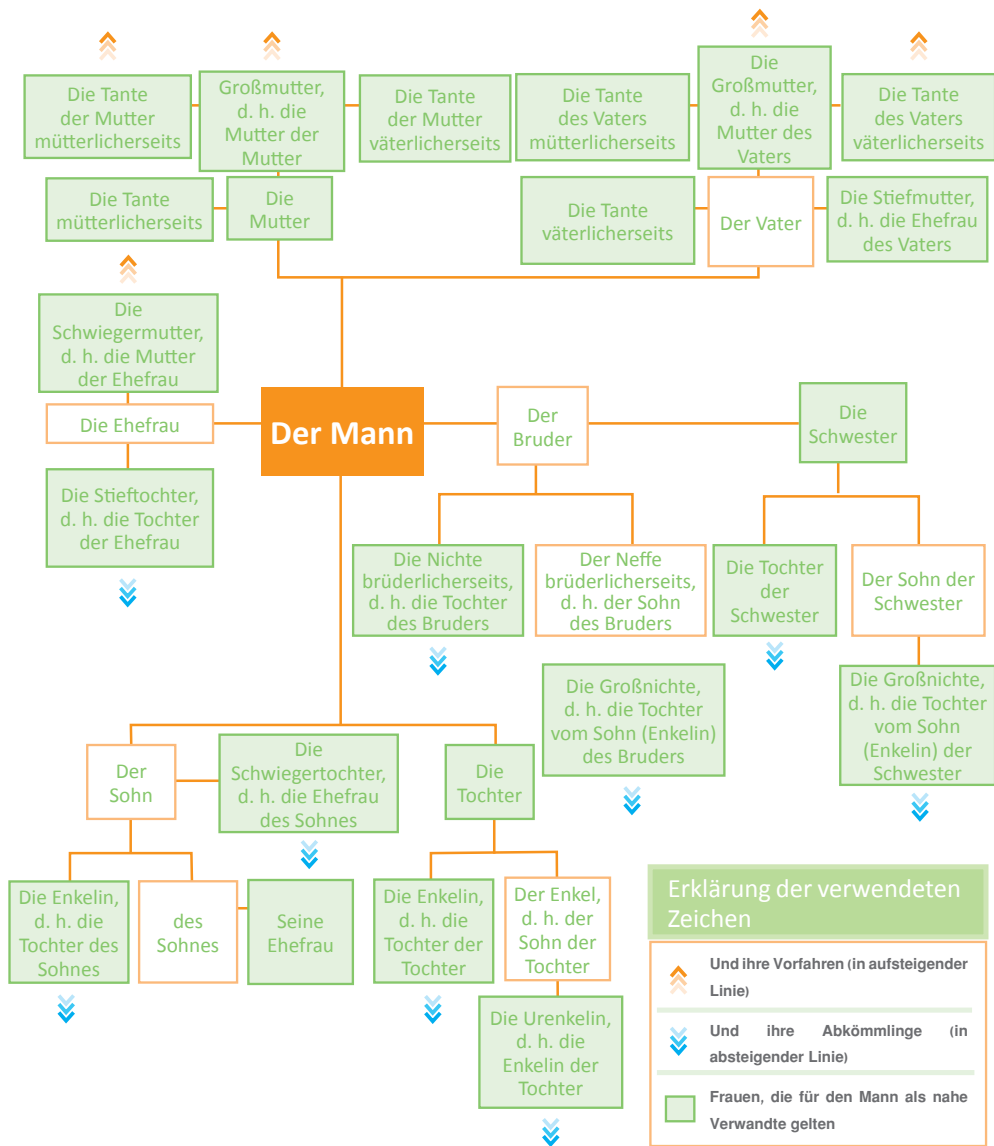 Die Tante
der Mutter
mütterlicherseits
Großmutter,
d. h. die
Mutter der
Mutter
Die Tante
der Mutter
väterlicherseits
Die Tante
des Vaters
mütterlicherseits
Die
Großmutter,
d. h. die
Mutter des
Vaters
Die Tante
des Vaters
väterlicherseits
Die Tante
mütterlicherseits
Die
Mutter
Die Tante
väterlicherseits
Der Vater
Die Stiefmutter,
d. h. die Ehefrau
des Vaters
Die
Schwiegermutter,
d. h. die Mutter
der Ehefrau
Die Ehefrau
Der Mann
Der
Bruder
Die
Schwester
Die Stieftochter,
d. h. die Tochter
der Ehefrau
Die Nichte
brüderlicherseits,
d. h. die Tochter
des Bruders
Der Neffe
brüderlicherseits,
d. h. der Sohn
des Bruders
Die Tochter
der
Schwester
Der Sohn der
Schwester
Die Großnichte,
d. h. die Tochter
vom Sohn (Enkelin)
des Bruders
Die Großnichte,
d. h. die Tochter
vom Sohn
(Enkelin) der
Schwester
Der
Sohn
Die
Schwiegertochter,
d. h. die Ehefrau
des Sohnes
Die
Tochter
Die Enkelin,
d. h. die
Tochter des
Sohnes
des
Sohnes
Seine
Ehefrau
Die Enkelin,
d. h. die
Tochter der
Tochter
Der Enkel,
d. h. der
Sohn der
Tochter
Die Urenkelin,
d. h. die
Enkelin der
Tochter
Erklärung der verwendeten
Zeichen
Und ihre Vorfahren (in aufsteigender
Linie)
Und ihre Abkömmlinge (in
absteigender Linie)
Frauen, die für den Mann als nahe
Verwandte gelten